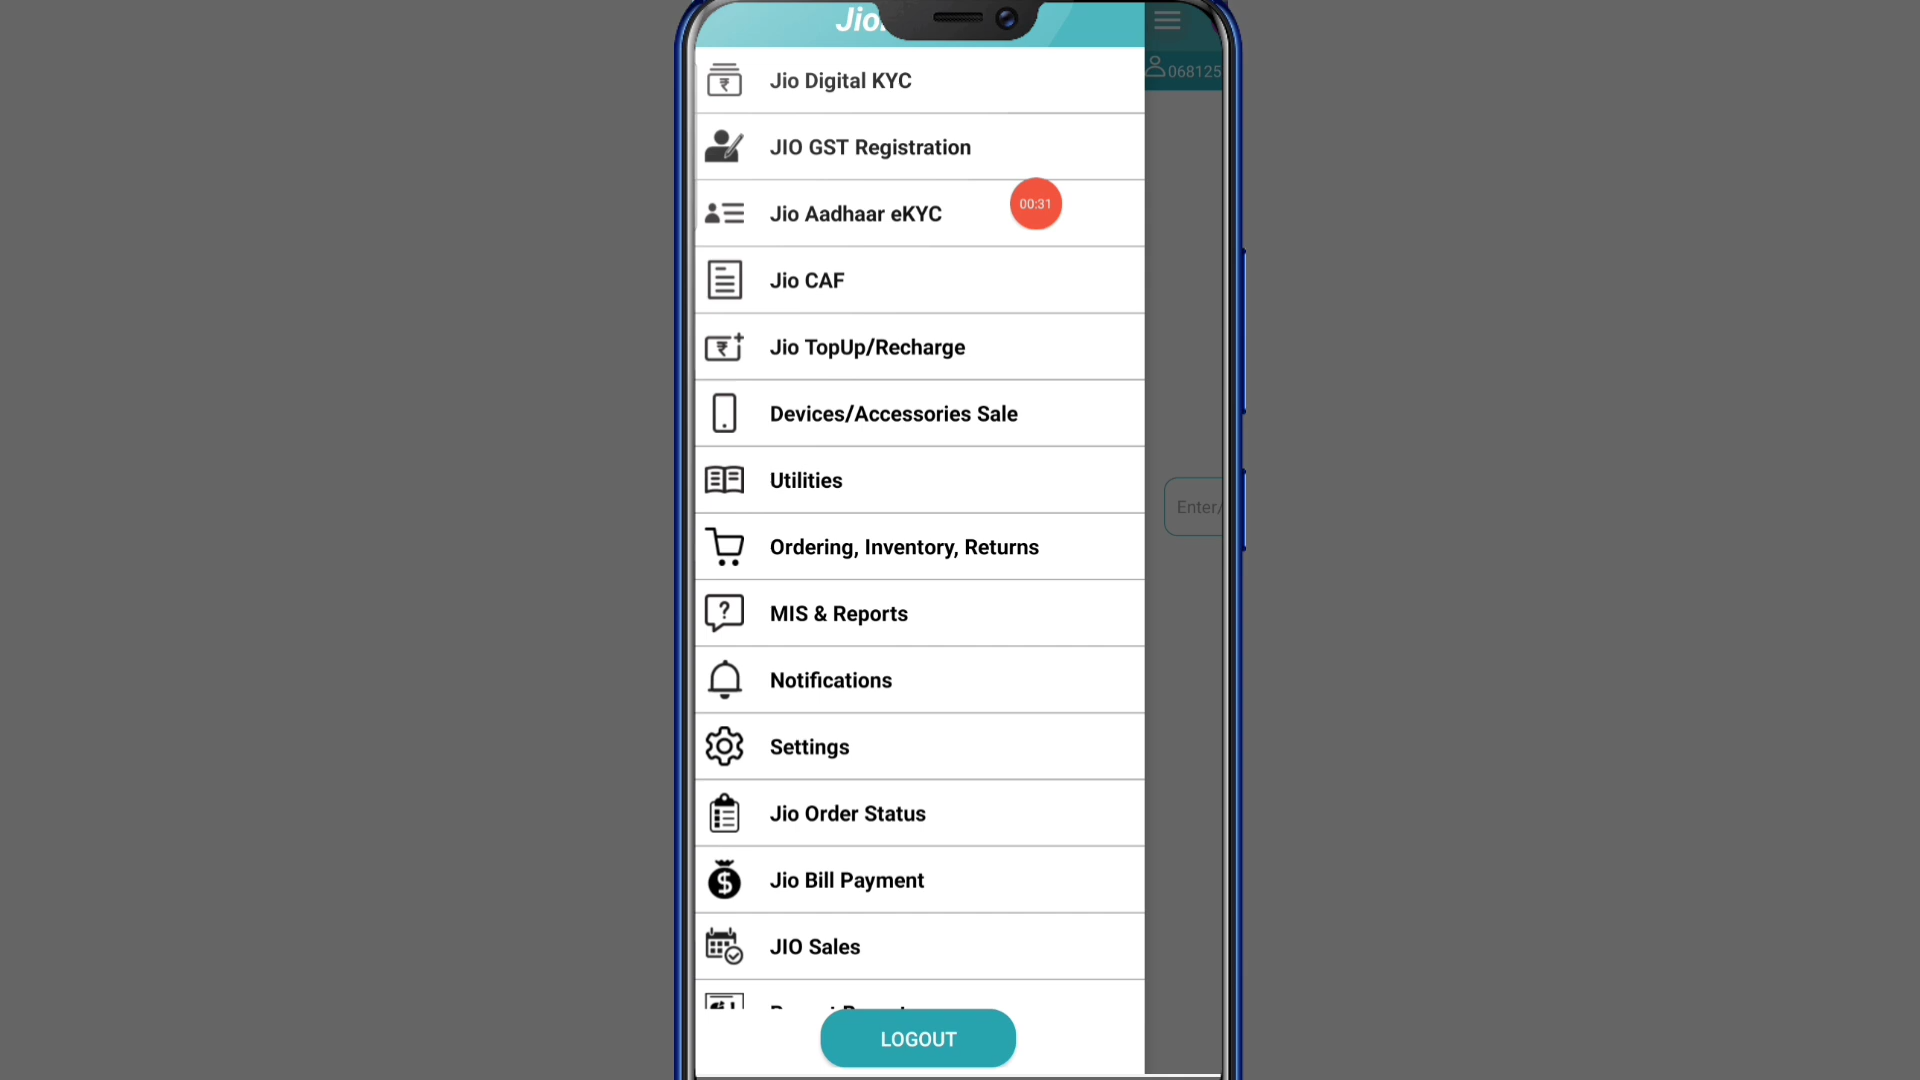 Jio
068125
Jio Digital KYC
JIO GST Registration
Jio Aadhaar eKYC
00:31
Jio CAF
Jio TopUp/Recharge
Devices/Accessories Sale
Utilities
Enter/
Ordering, Inventory, Returns
MIS & Reports
Notifications
Settings
Jio Order Status
Jio Bill Payment
JIO Sales
LOGOUT